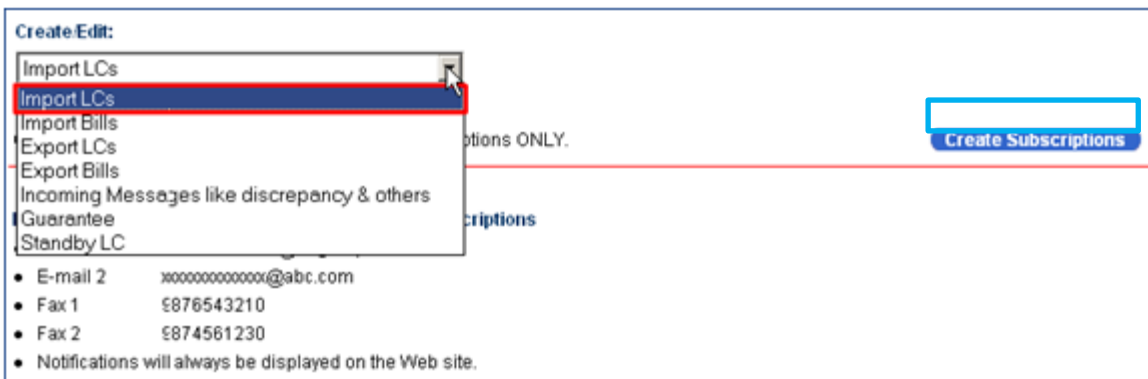 Create/Edit:
Import LCs
Import LCs
Import Bills
Export LCs
Export Bills
Incoming Messages like discrepancy & others
Guarantee
Standby LC
ptions ONLY.
Create Subscriptions
criptions
• E-mail 2 xxxxxxxxxxxxx@abc.com
• Fax 1 9876543210
• Fax 2 9874561230
• Notifications will always be displayed on the Web site.